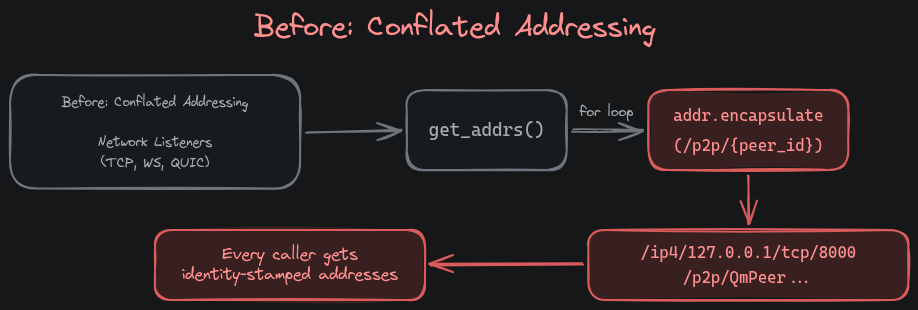 Before: Conflated Addressing
Before: Conflated Addressing
Network Listeners
(TCP, WS, QUIC)
get_addrs()
for loop
addr.encapsulate
(/p2p/{peer_id})
/ip4/127.0.0.1/tcp/8000
/p2p/QmPeer...
Every caller gets
identity-stamped addresses